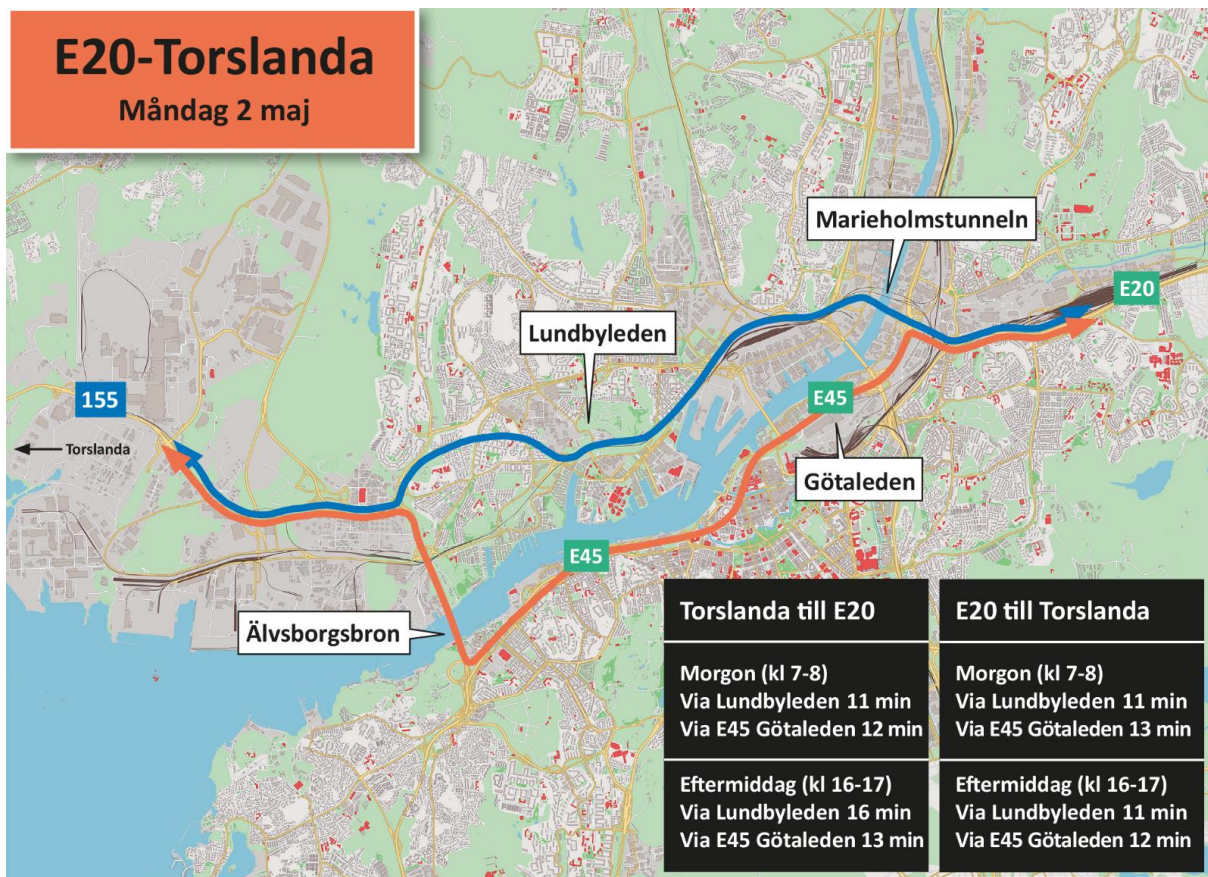 E20-Torslanda
Måndag 2 maj
Marieholmstunneln
E20
Lundbyleden
155
E45
Torslanda
Götaleden
E45
Älvsborgsbron
Torslanda till E20
Morgon (kl 7-8)
Via Lundbyleden 11 min
Via E45 Götaleden 12 min
Eftermiddag (kl 16-17)
Via Lundbyleden 16 min
Via E45 Götaleden 13 min
E20 till Torslanda
Morgon (kl 7-8)
Via Lundbyleden 11 min
Via E45 Götaleden 13 min
Eftermiddag (kl 16-17)
Via Lundbyleden 11 min
Via E45 Götaleden 12 min